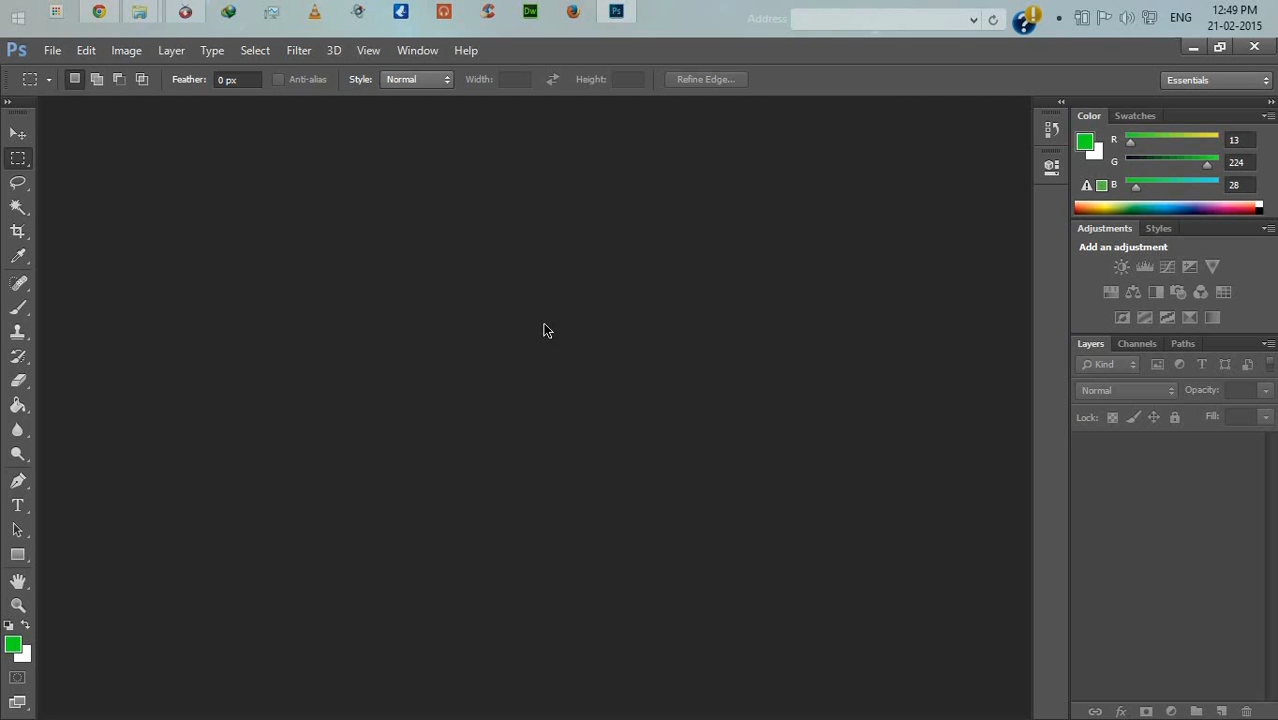 Address
ENG
12:49 PM
21-02-2015
Ps
File Edit Image Layer Type Select Filter 3D View Window Help
Feather: 0 px Anti-alias Style: Normal Width: Height: Refine Edge... Essentials
Color Swatches
R 13
G 224
B 28
Adjustments Styles
Add an adjustment
Layers Channels Paths
Kind
Normal Opacity:
Lock: Fill:
Dw
Ps